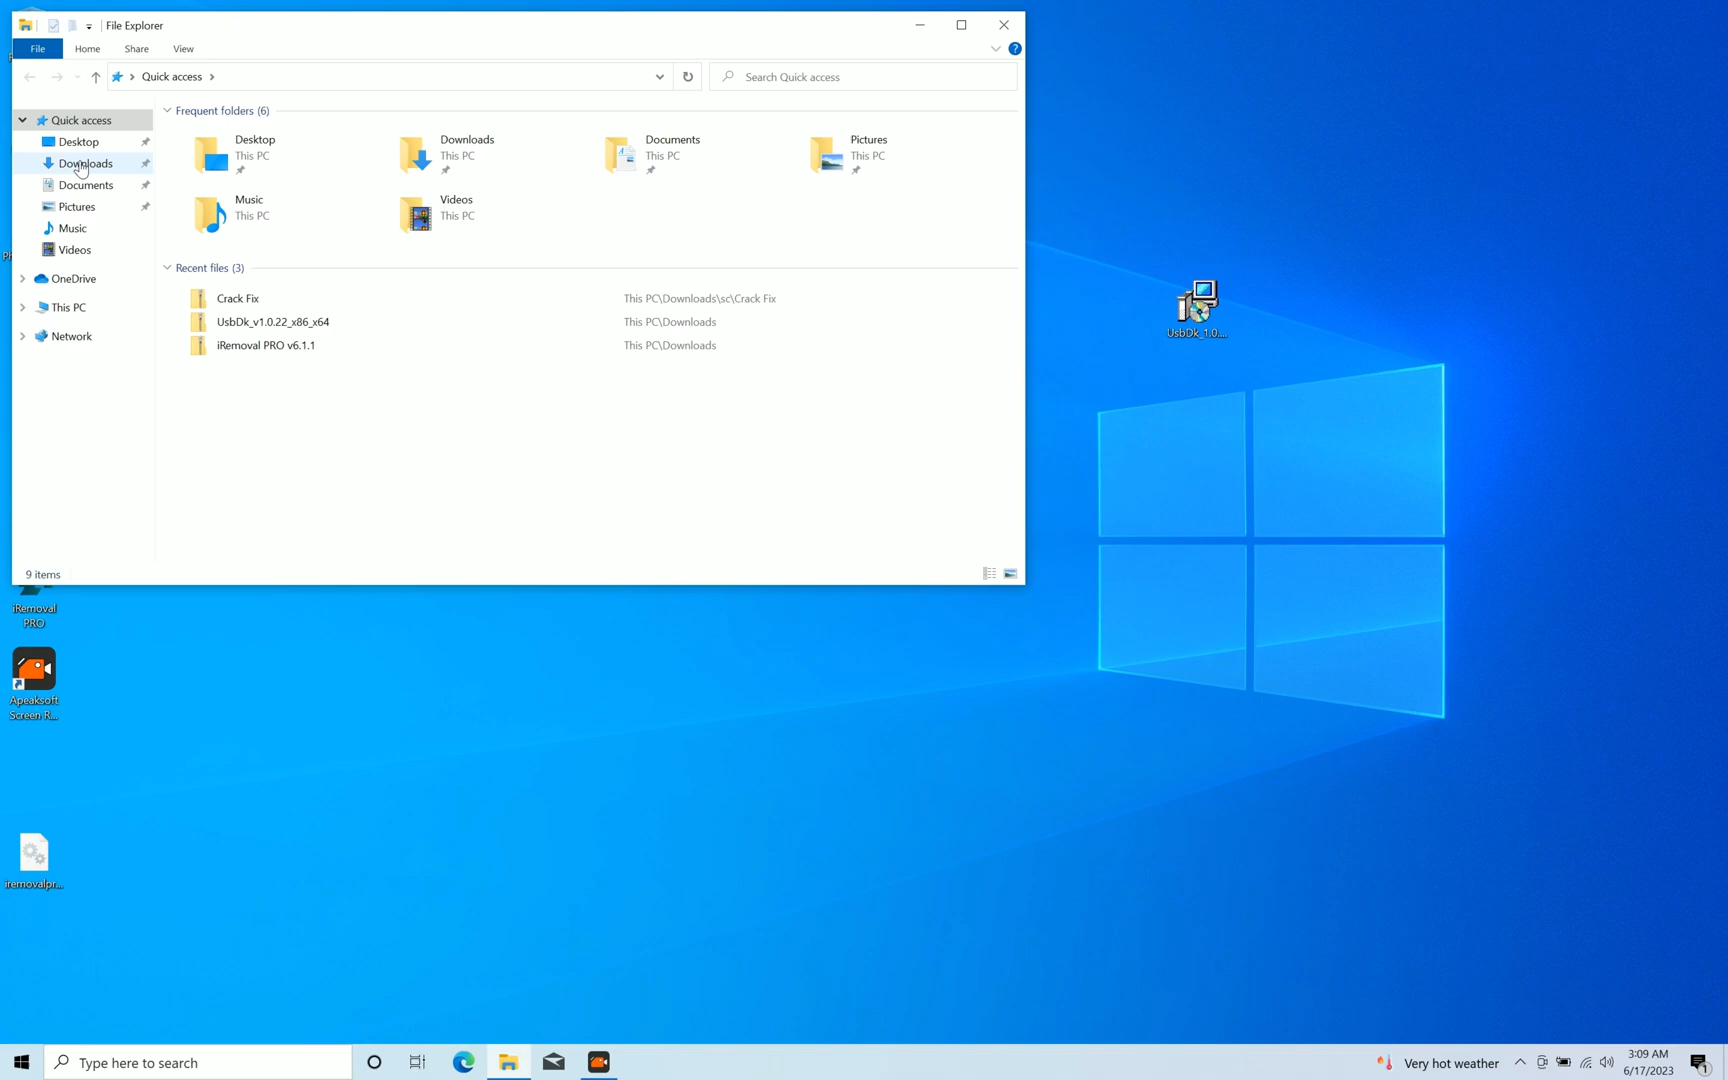 File Explorer
File Home Share View
Quick access
Search Quick access
Quick access
Desktop
Downloads
Documents
Pictures
Music
Videos
OneDrive
This PC
Network
Frequent folders (6)
Desktop
This PC
Downloads
This PC
Documents
This PC
Pictures
This PC
Music
This PC
Videos
This PC
Recent files (3)
Crack Fix This PC\Downloads\sc\Crack Fix
UsbDk_v1.0.22_x86_x64 This PC\Downloads
iRemoval PRO v6.1.1 This PC\Downloads
9 items
UsbDk_1.0....
iRemoval
PRO
Apeaksoft
Screen R...
iremovalpr...
Type here to search
Very hot weather
3:09 AM
6/17/2023
1